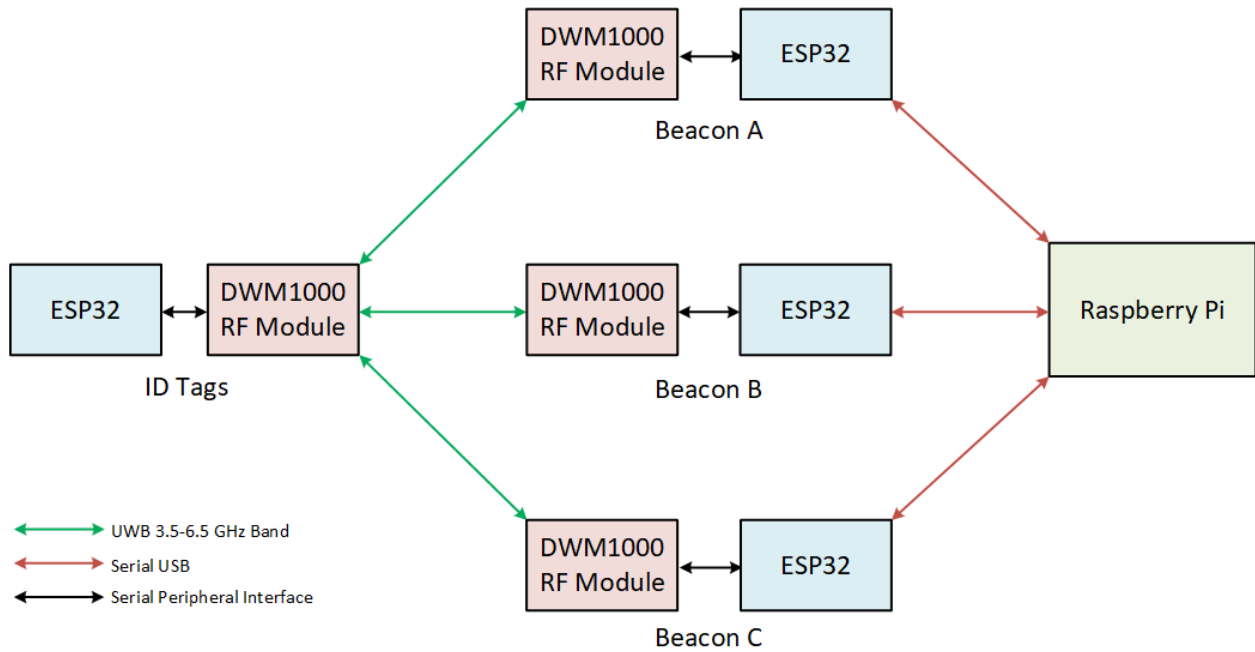 DWM1000
RF Module
ESP32
Beacon A
ESP32
DWM1000
RF Module
ID Tags
DWM1000
RF Module
ESP32
Beacon B
Raspberry Pi
DWM1000
RF Module
ESP32
Beacon C
UWB 3.5-6.5 GHz Band
Serial USB
Serial Peripheral Interface